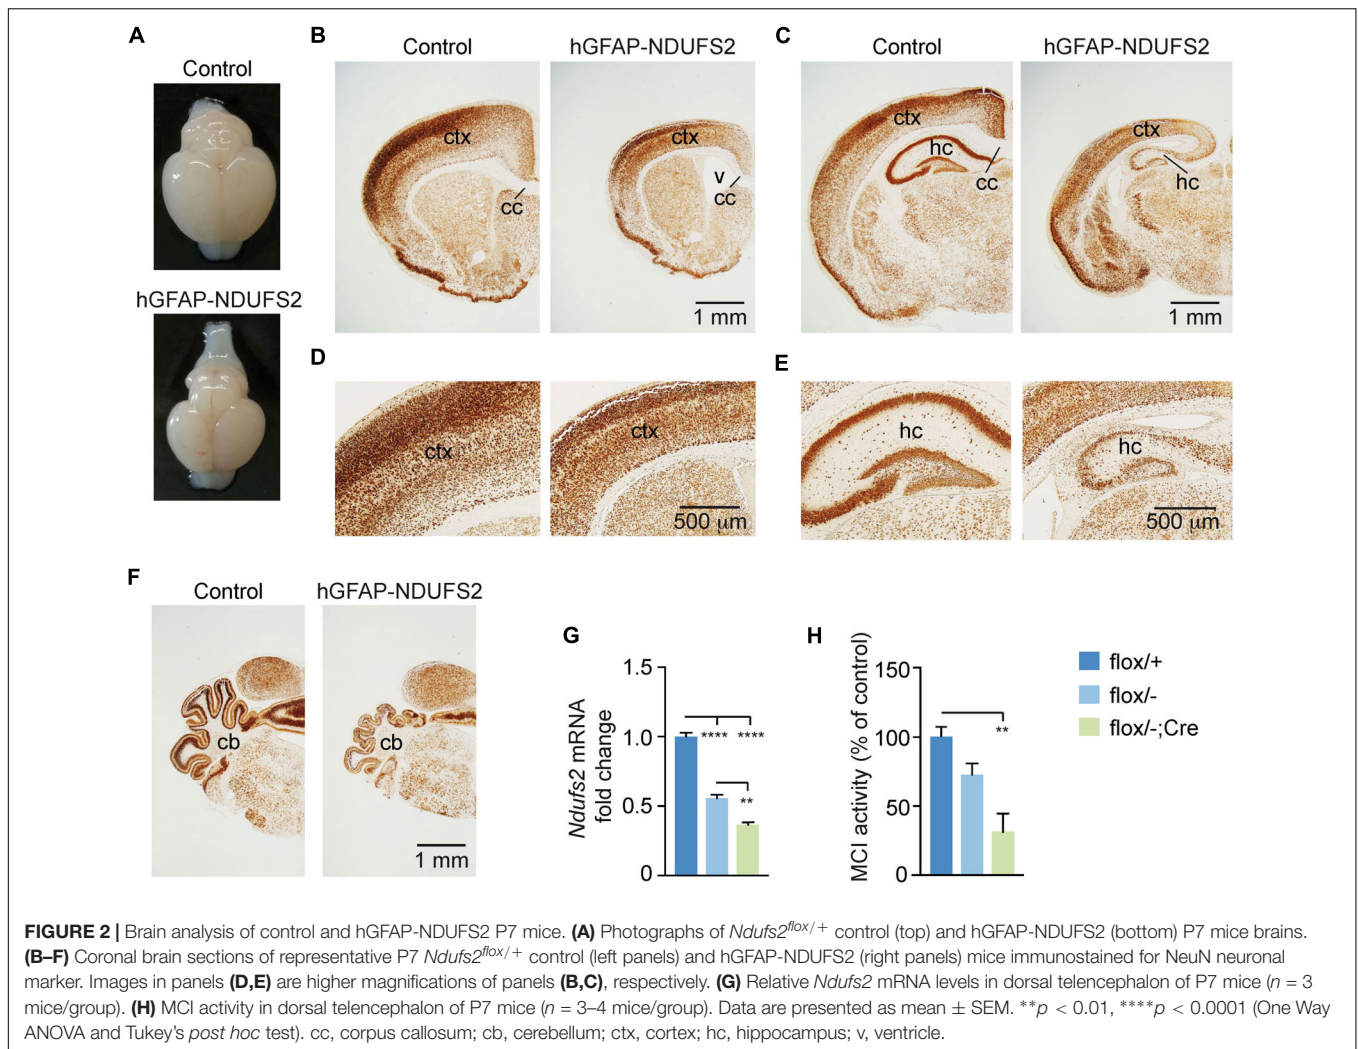 A
Control
hGFAP-NDUFS2
B
Control
hGFAP-NDUFS2
ctx
cc
ctx
v
cc
1 mm
C
Control
hGFAP-NDUFS2
ctx
hc
cc
ctx
hc
1 mm
D
ctx
ctx
500 µm
E
hc
hc
500 µm
F
Control
hGFAP-NDUFS2
cb
cb
1 mm
G
Ndufs2 mRNA
fold change
1.5
1.0
0.5
0
****
****
**
H
MCI activity (% of control)
150
100
50
0
**
flox/+
flox/-
flox/-;Cre
FIGURE 2 | Brain analysis of control and hGFAP-NDUFS2 P7 mice. (A) Photographs of Ndufs2flox/+ control (top) and hGFAP-NDUFS2 (bottom) P7 mice brains.
(B–F) Coronal brain sections of representative P7 Ndufs2flox/+ control (left panels) and hGFAP-NDUFS2 (right panels) mice immunostained for NeuN neuronal
marker. Images in panels (D,E) are higher magnifications of panels (B,C), respectively. (G) Relative Ndufs2 mRNA levels in dorsal telencephalon of P7 mice (n = 3
mice/group). (H) MCI activity in dorsal telencephalon of P7 mice (n = 3–4 mice/group). Data are presented as mean ± SEM. **p < 0.01, ****p < 0.0001 (One Way
ANOVA and Tukey's post hoc test). cc, corpus callosum; cb, cerebellum; ctx, cortex; hc, hippocampus; v, ventricle.